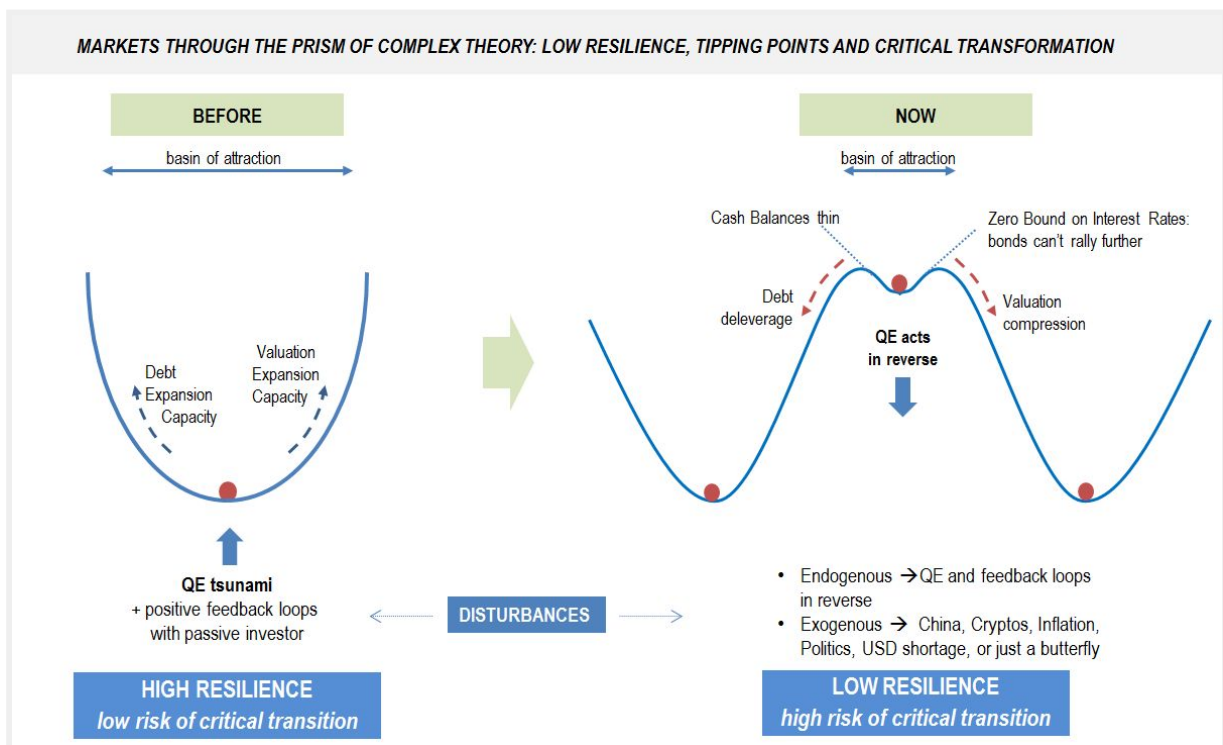 MARKETS THROUGH THE PRISM OF COMPLEX THEORY: LOW RESILIENCE, TIPPING POINTS AND CRITICAL TRANSFORMATION
BEFORE
basin of attraction
Debt
Expansion
Capacity
Valuation
Expansion
Capacity
QE tsunami
+ positive feedback loops
with passive investor
HIGH RESILIENCE
low risk of critical transition
DISTURBANCES
NOW
basin of attraction
Cash Balances thin
Zero Bound on Interest Rates:
bonds can't rally further
Debt
deleverage
Valuation
compression
QE acts
in reverse
• Endogenous → QE and feedback loops
in reverse
• Exogenous → China, Cryptos, Inflation,
Politics, USD shortage, or just a butterfly
LOW RESILIENCE
high risk of critical transition